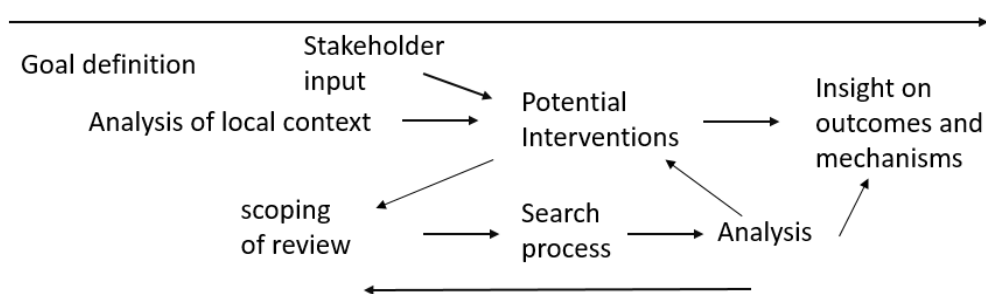 Goal definition
Stakeholder
input
Analysis of local context
Potential
Interventions
Insight on
outcomes and
mechanisms
scoping
of review
Search
process
Analysis